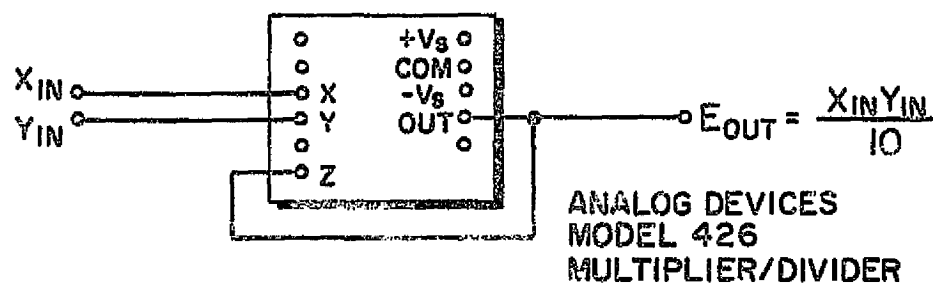 +Vs
COM
XIN
X
-Vs
YIN
Y
OUT
EOUT = XINYIN
10
Z
ANALOG DEVICES
MODEL 426
MULTIPLIER/DIVIDER